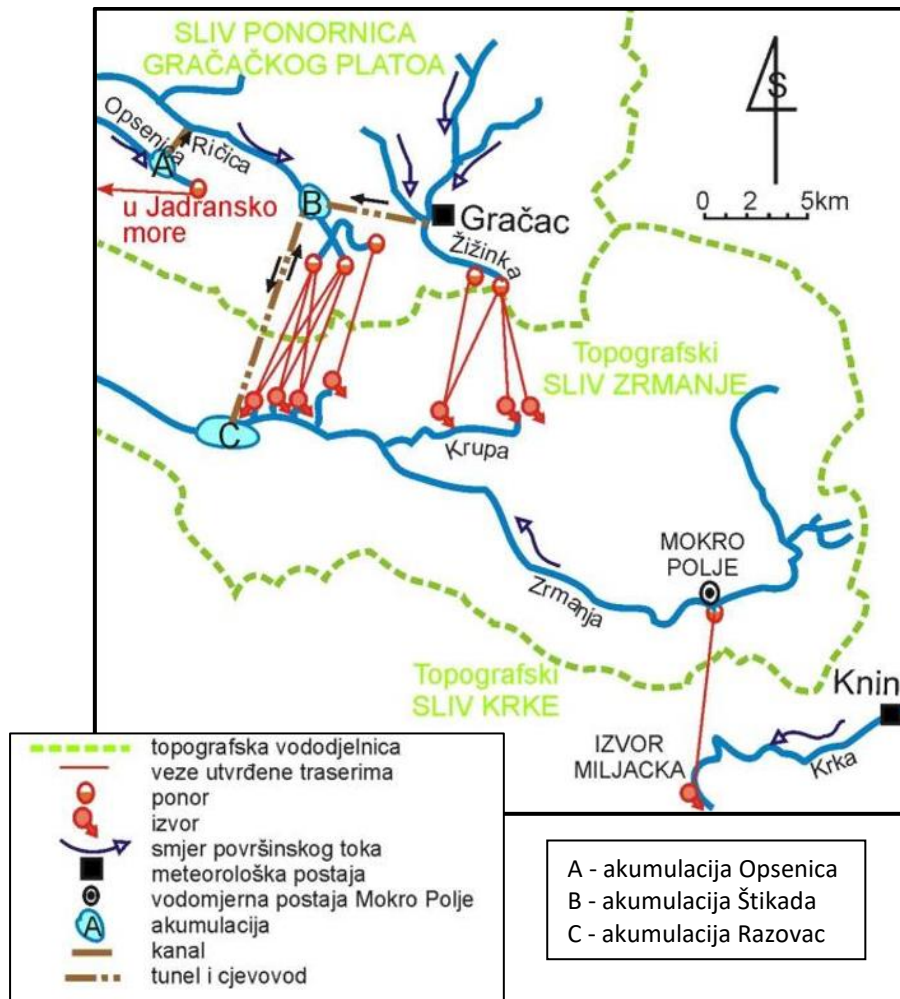 SLIV PONORNICA
GRAČAČKOG PLATOA
S
Opsenica
Ričica
A
0 2 5km
u Jadransko
more
B
Gračac
Žižinka
Topografski
SLIV ZRMANJE
C
Krupa
MOKRO
POLJE
Zrmanja
Topografski
SLIV KRKE
Knin
IZVOR
MILJACKA
Krka
topografska vododjelnica
veze utvrđene traserima
ponor
izvor
smjer površinskog toka
meteorološka postaja
vodomjerna postaja Mokro Polje
A akumulacija
kanal
tunel i cjevovod
A - akumulacija Opsenica
B - akumulacija Štikada
C - akumulacija Razovac